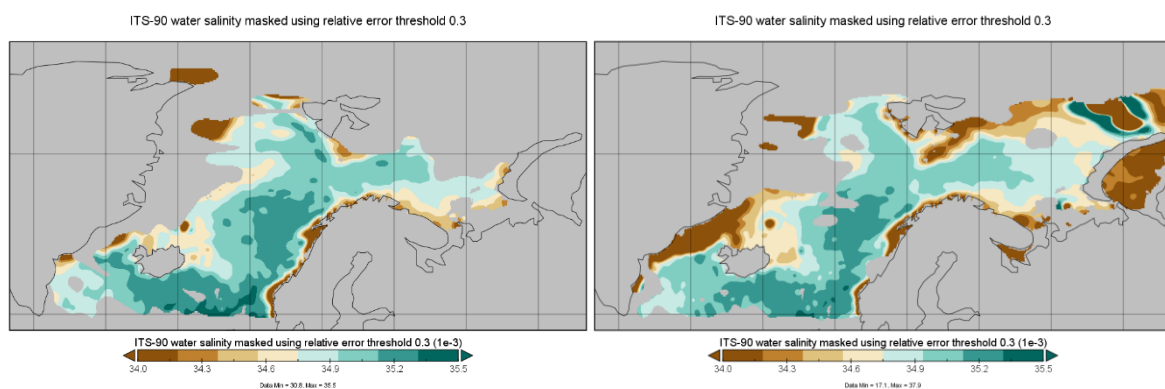 ITS-90 water salinity masked using relative error threshold 0.3
ITS-90 water salinity masked using relative error threshold 0.3 (1e-3)
34.0 34.3 34.6 34.9 35.2 35.5
Data Min = 30.8, Max = 35.5
ITS-90 water salinity masked using relative error threshold 0.3
ITS-90 water salinity masked using relative error threshold 0.3 (1e-3)
34.0 34.3 34.6 34.9 35.2 35.5
Data Min = 17.1, Max = 37.9